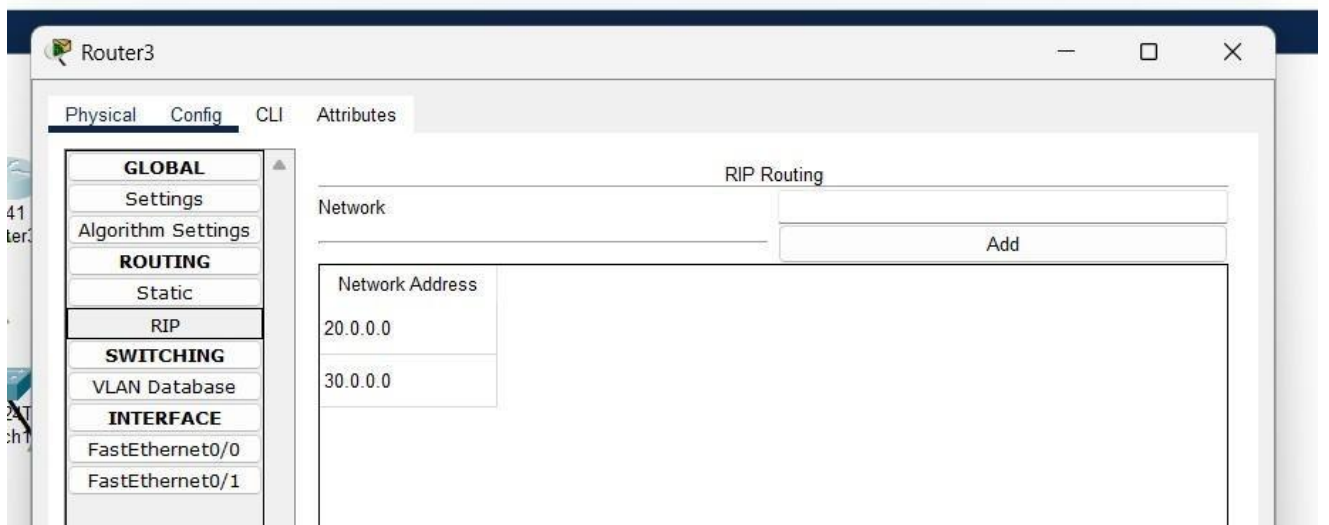 Router3
Physical Config CLI Attributes
GLOBAL
Settings
Algorithm Settings
ROUTING
Static
RIP
SWITCHING
VLAN Database
INTERFACE
FastEthernet0/0
FastEthernet0/1
RIP Routing
Network
Add
Network Address
20.0.0.0
30.0.0.0
41